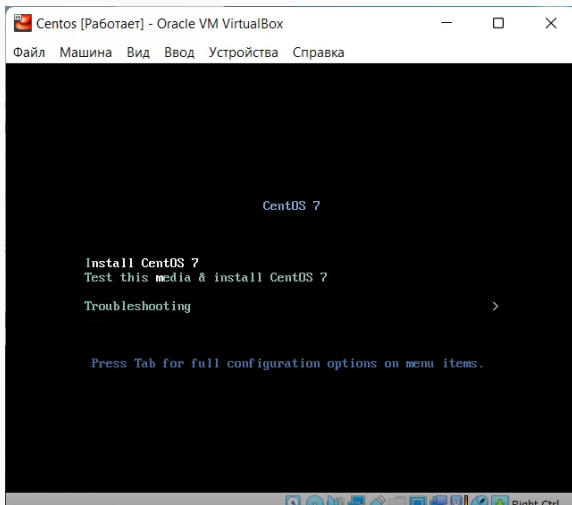 Centos [Работает] - Oracle VM VirtualBox
Файл Машина Вид Ввод Устройства Справка
CentOS 7
Install CentOS 7
Test this media & install CentOS 7
Troubleshooting >
Press Tab for full configuration options on menu items.
Right Ctrl